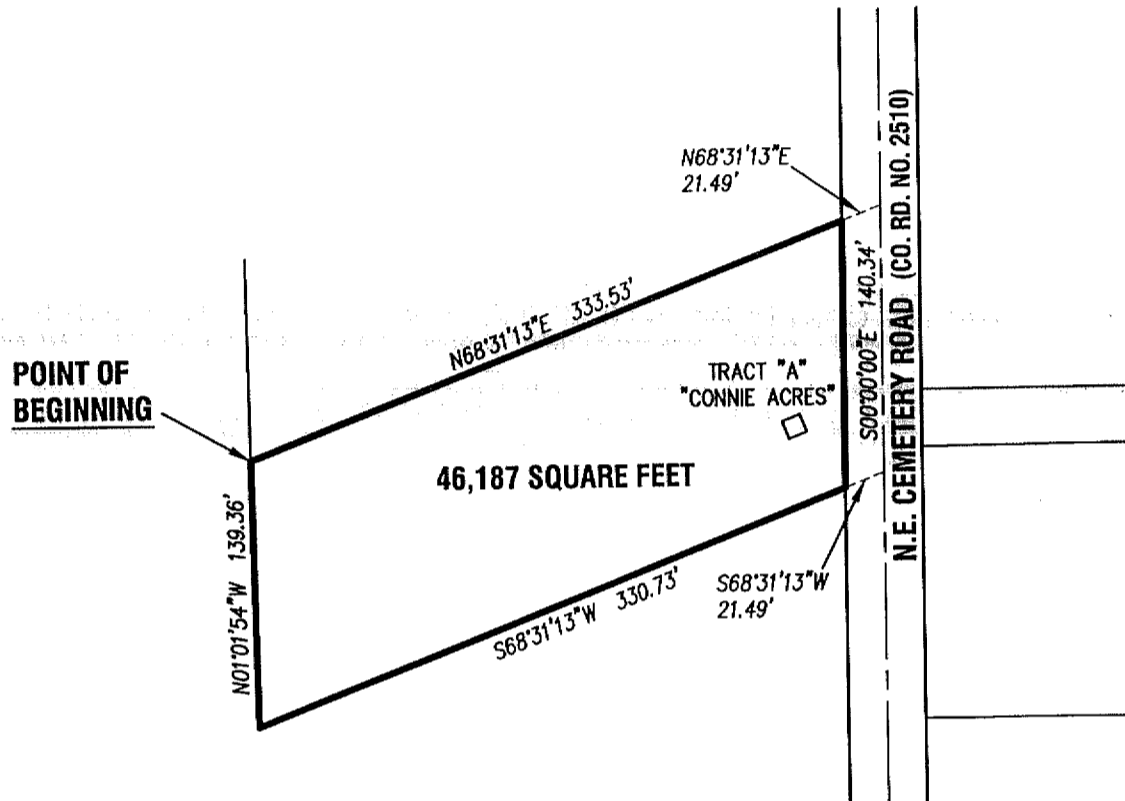 N68°31'13"E
21.49'
N.E. CEMETERY ROAD (CO. RD. NO. 2510)
S00°00'00"E 140.34'
N68°31'13"E 333.53'
POINT OF
BEGINNING
TRACT "A"
"CONNIE ACRES"
46,187 SQUARE FEET
N01°01'54"W 139.36'
S68°31'13"W 330.73'
S68°31'13"W
21.49'